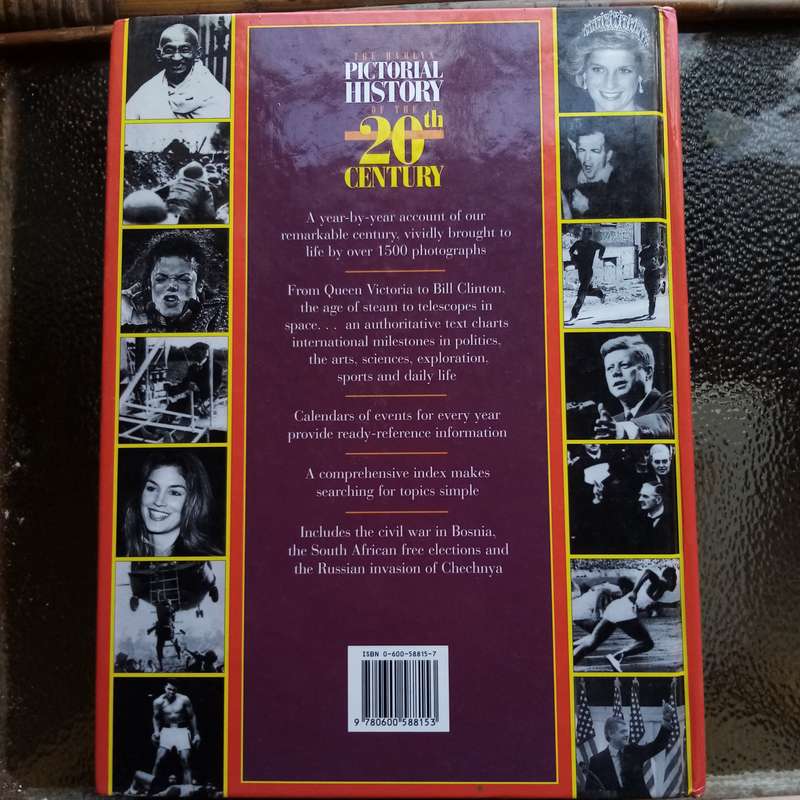 THE HAMLYN
PICTORIAL
HISTORY
OF THE
20th
CENTURY
A year-by-year account of our
remarkable century, vividly brought to
life by over 1500 photographs
From Queen Victoria to Bill Clinton,
the age of steam to telescopes in
space. . . an authoritative text charts
international milestones in politics,
the arts, sciences, exploration,
sports and daily life
Calendars of events for every year
provide ready-reference information
A comprehensive index makes
searching for topics simple
Includes the civil war in Bosnia,
the South African free elections and
the Russian invasion of Chechnya
ISBN 0-600-58815-7
9 780600 588153